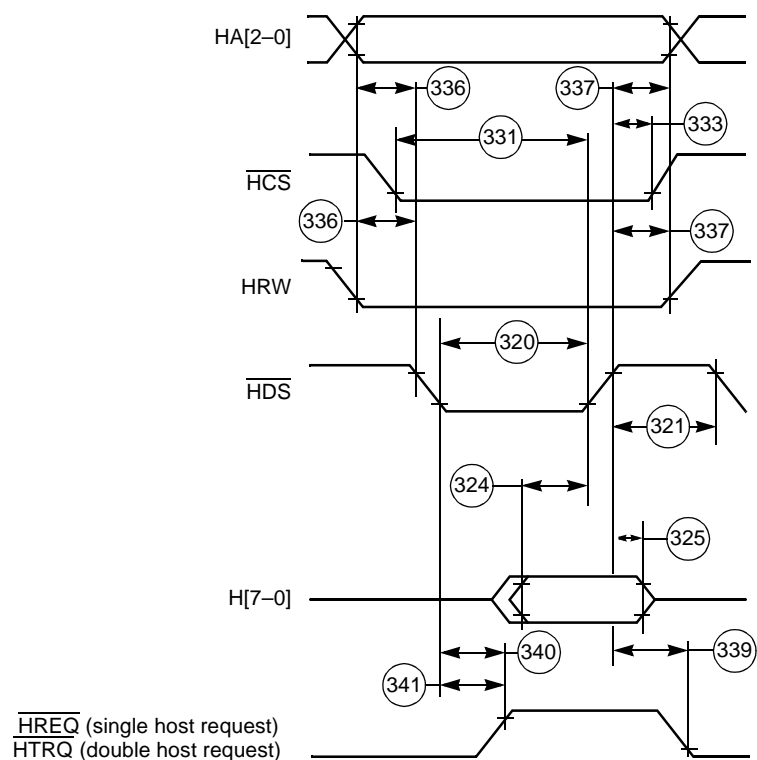 HA[2–0]
336
337
333
331
HCS
336
337
HRW
320
HDS
321
324
325
H[7–0]
340
339
341
HREQ (single host request)
HTRQ (double host request)